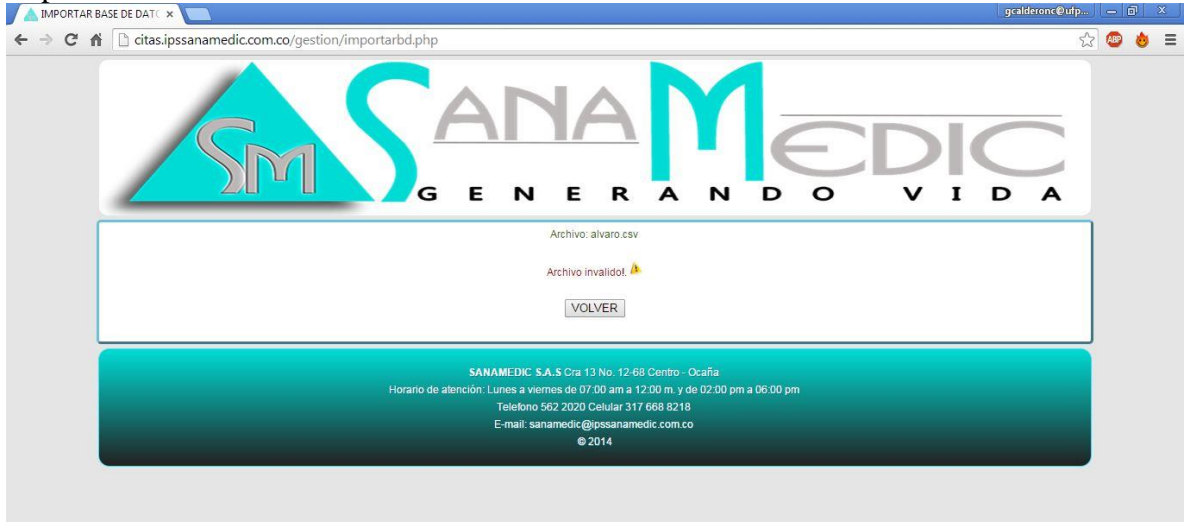 IMPORTAR BASE DE DATO
gcalderonc@ufp...
citas.ipssanamedic.com.co/gestion/importarbd.php
ABP
SM SANAMEDIC
GENERANDO VIDA
Archivo: alvaro.csv
Archivo invalido!.
VOLVER
SANAMEDIC S.A.S Cra 13 No. 12-68 Centro - Ocaña
Horario de atención: Lunes a viernes de 07:00 am a 12:00 m. y de 02:00 pm a 06:00 pm
Telefono 562 2020 Celular 317 668 8218
E-mail: sanamedic@ipssanamedic.com.co
© 2014